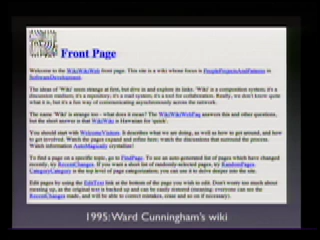 Front Page
Welcome to the WikiWikiWeb front page. This site is a wiki whose focus is PeopleProjectsAndPatterns in
SoftwareDevelopment.
The idea of 'Wiki' seems strange at first, but dive in and explore its links. 'Wiki' is a composition system; it's a
discussion medium; it's a repository; it's a mail system; it's a tool for collaboration. Really, we don't know quite
what it is, but it's a fun way of communicating asynchronously across the network.
The name 'Wiki' is strange too - what does it mean? The WikiWikiWebFaq answers this and other questions,
but the short answer is that WikiWiki is Hawaiian for 'quick'.
You should start with WelcomeVisitors. It describes what we are doing, as well as how to get around, and how
to get involved. Watch the pages expand and refine here; watch the discussions that surround the process.
Watch information AutoMagically crystalize!
To find a page on a specific topic, go to FindPage. To see an auto-generated list of pages which have changed
recently, try RecentChanges. If you want a short list of randomly-selected pages, try RandomPages.
CategoryCategory is the top level of page categorization; you can use it to delve deeper into the site.
Edit pages by using the EditText link at the bottom of the page you wish to edit. Don't worry too much about
messing up, as the original text is backed up and can be easily restored (meaning, everyone can see the
RecentChanges made, and will be able to correct mistakes, erase and so on if necessary).
1995: Ward Cunningham's wiki